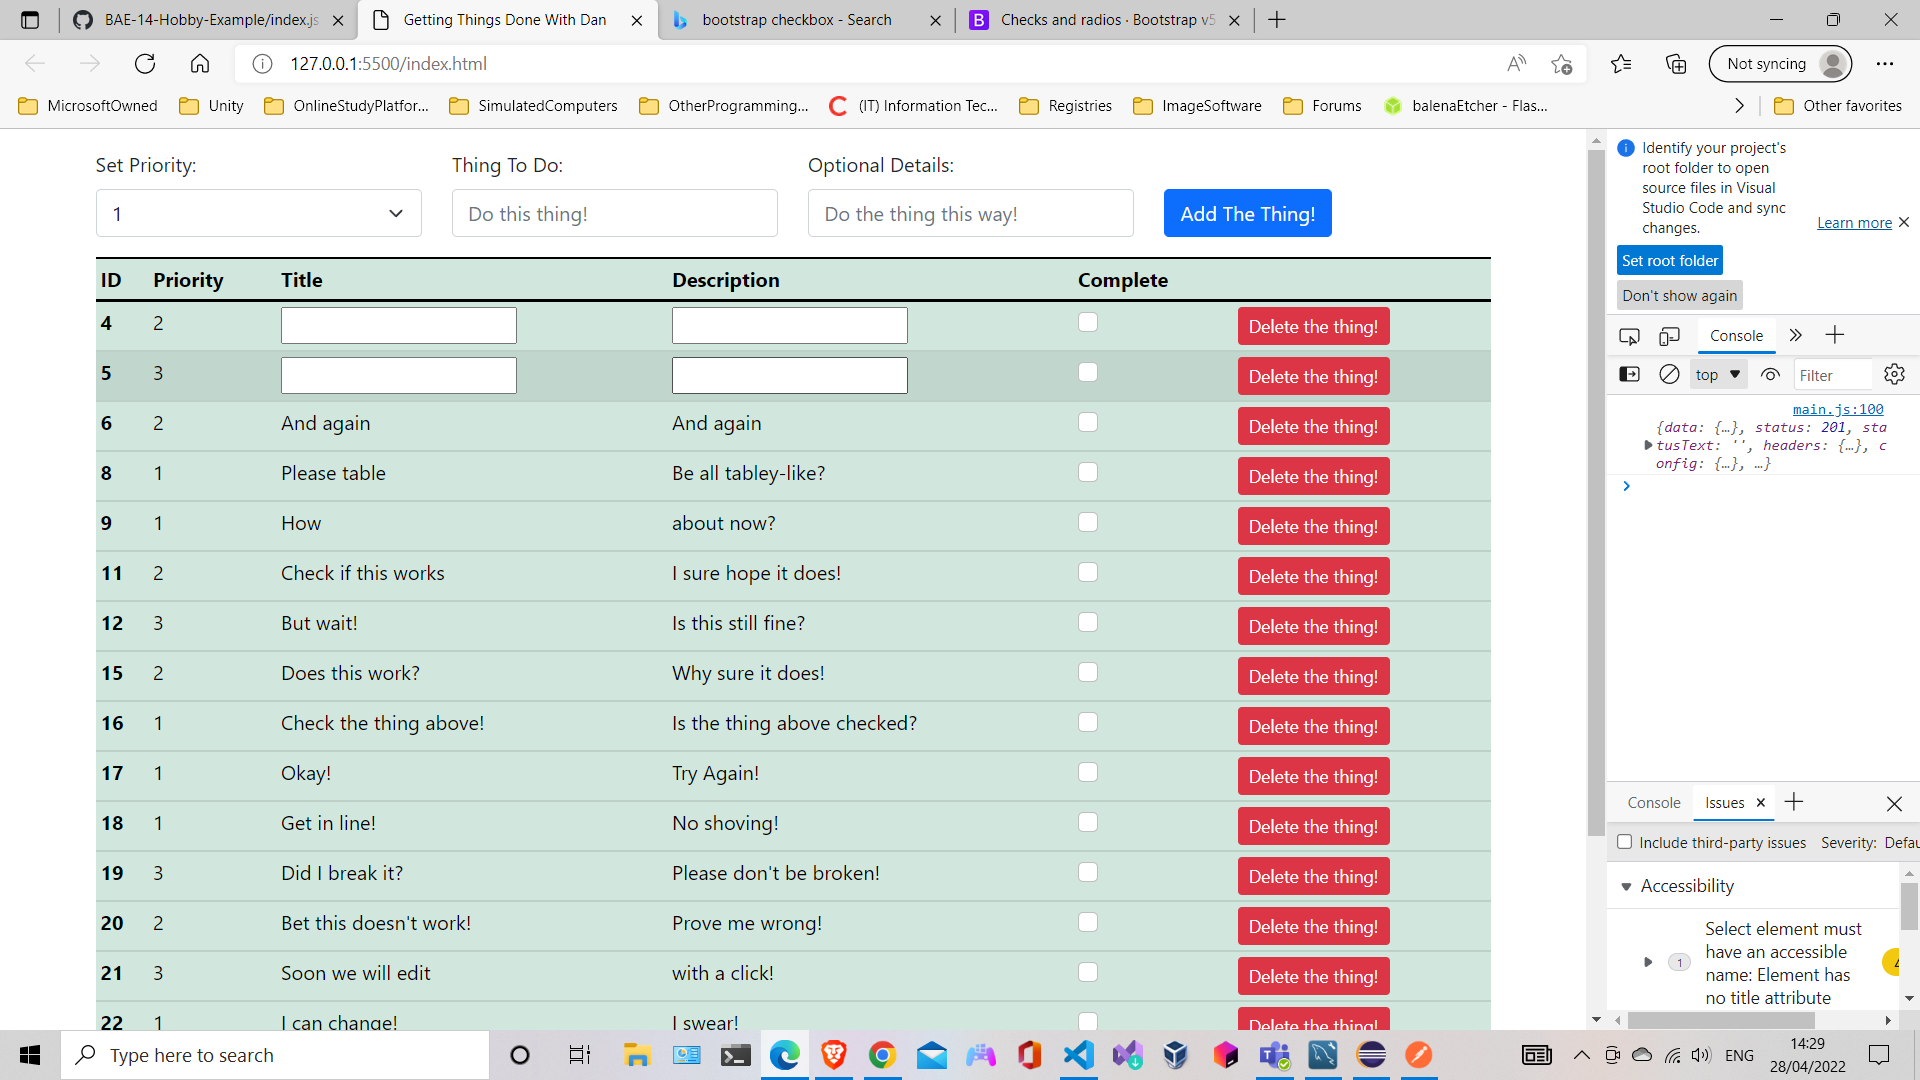 BAE-14-Hobby-Example/index.js
Getting Things Done With Dan
bootstrap checkbox - Search
Checks and radios · Bootstrap v5
127.0.0.1:5500/index.html
Not syncing
MicrosoftOwned
Unity
OnlineStudyPlatfor...
SimulatedComputers
OtherProgramming...
(IT) Information Tec...
Registries
ImageSoftware
Forums
balenaEtcher - Flas...
Other favorites
Set Priority:
Thing To Do:
Optional Details:
1
Do this thing!
Do the thing this way!
Add The Thing!
ID Priority Title Description Complete
4 2 Delete the thing!
5 3 Delete the thing!
6 2 And again And again Delete the thing!
8 1 Please table Be all tabley-like? Delete the thing!
9 1 How about now? Delete the thing!
11 2 Check if this works I sure hope it does! Delete the thing!
12 3 But wait! Is this still fine? Delete the thing!
15 2 Does this work? Why sure it does! Delete the thing!
16 1 Check the thing above! Is the thing above checked? Delete the thing!
17 1 Okay! Try Again! Delete the thing!
18 1 Get in line! No shoving! Delete the thing!
19 3 Did I break it? Please don't be broken! Delete the thing!
20 2 Bet this doesn't work! Prove me wrong! Delete the thing!
21 3 Soon we will edit with a click! Delete the thing!
22 1 I can change! I swear! Delete the thing!
Identify your project's
root folder to open
source files in Visual
Studio Code and sync
changes.
Learn more
Set root folder
Don't show again
Console
top
Filter
main.js:100
{data: {…}, status: 201, sta
tusText: '', headers: {…}, c
onfig: {…}, …}
Console
Issues
Include third-party issues Severity: Defau
Accessibility
1
Select element must
have an accessible
name: Element has
no title attribute
Type here to search
ENG
14:29
28/04/2022